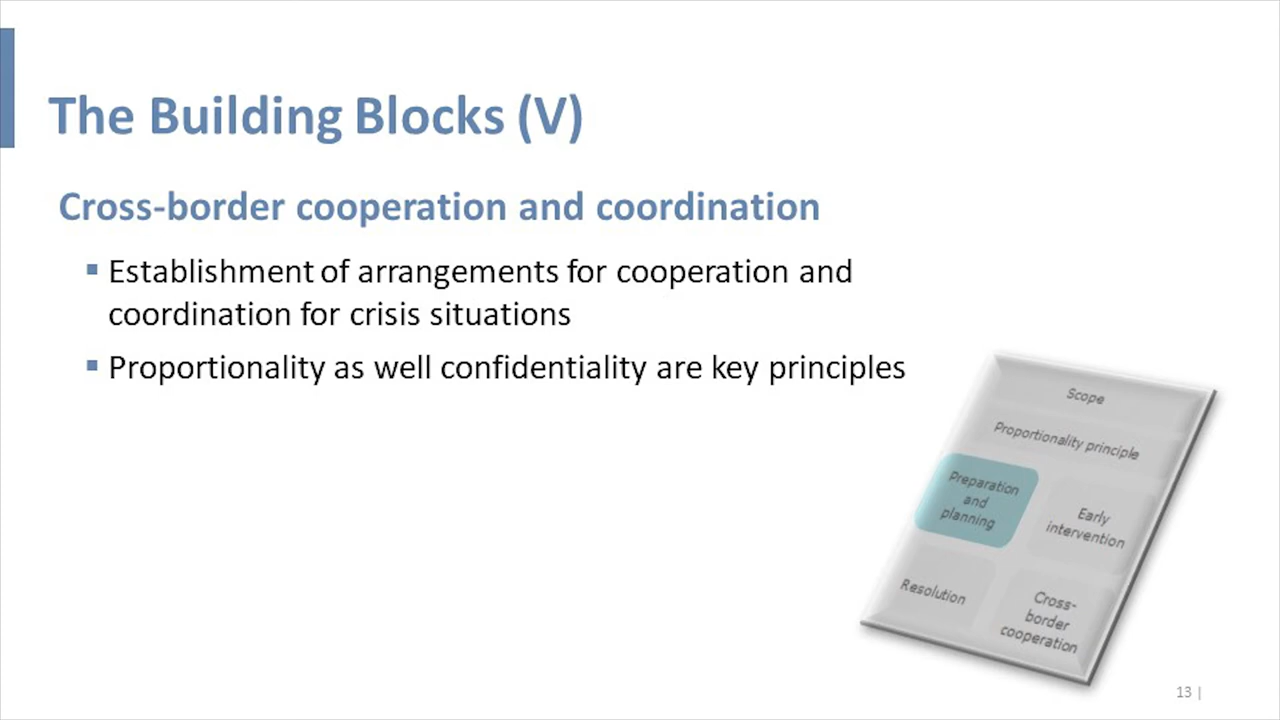 The Building Blocks (V)
Cross-border cooperation and coordination
Establishment of arrangements for cooperation and
coordination for crisis situations
Proportionality as well confidentiality are key principles
Scope
Proportionality principle
Preparation
and
planning
Early
intervention
Resolution
Cross-
border
cooperation
13 |